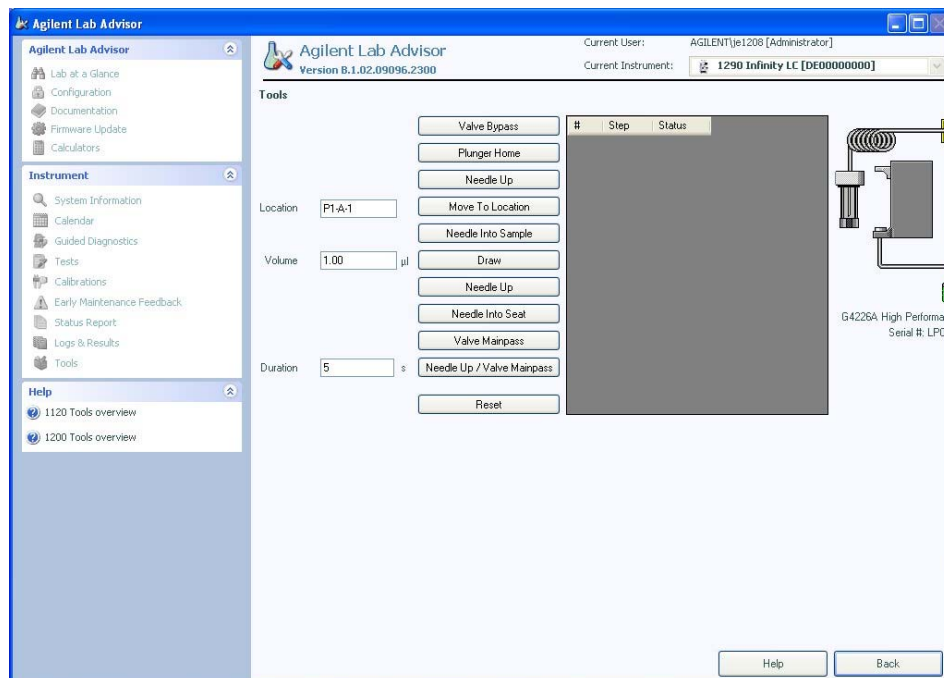 Agilent Lab Advisor
Agilent Lab Advisor
Lab at a Glance
Configuration
Documentation
Firmware Update
Calculators
Instrument
System Information
Calendar
Guided Diagnostics
Tests
Calibrations
Early Maintenance Feedback
Status Report
Logs & Results
Tools
Help
1120 Tools overview
1200 Tools overview
Agilent Lab Advisor
Version B.1.02.09096.2300
Current User: AGILENT\je1208 [Administrator]
Current Instrument: 1290 Infinity LC [DE00000000]
Tools
Valve Bypass
Plunger Home
Needle Up
Location P1-A-1 Move To Location
Needle Into Sample
Volume 1.00 µl Draw
Needle Up
Needle Into Seat
Valve Mainpass
Duration 5 s Needle Up / Valve Mainpass
Reset
# Step Status
G4226A High Performa
Serial #: LP
Help Back